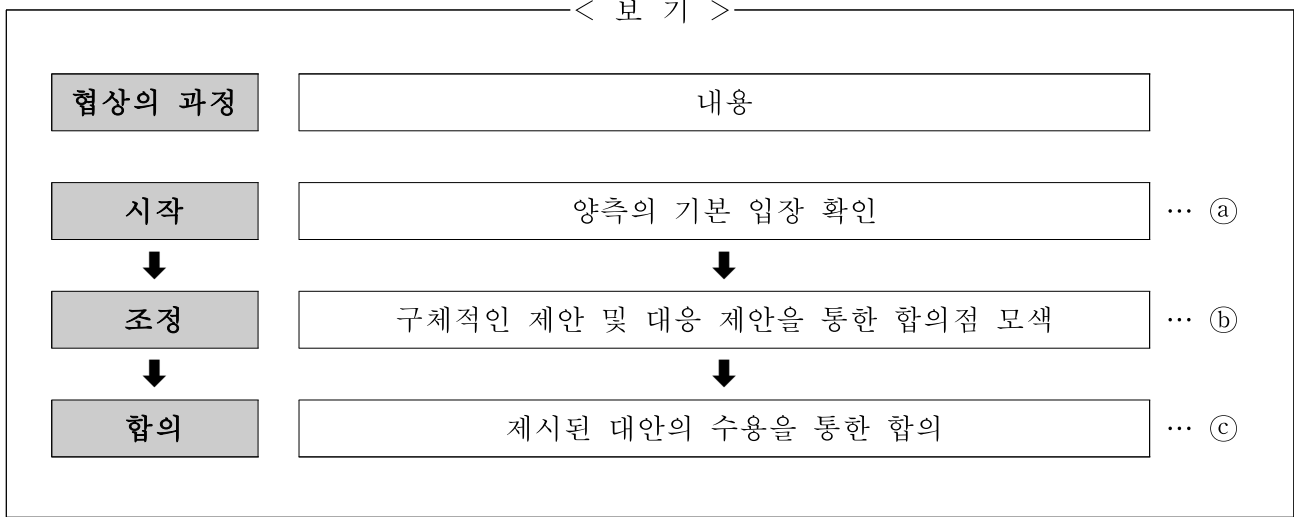 < 보 기 >
협상의 과정 내용
시작 양측의 기본 입장 확인 … ⓐ
조정 구체적인 제안 및 대응 제안을 통한 합의점 모색 … ⓑ
합의 제시된 대안의 수용을 통한 합의 … ⓒ